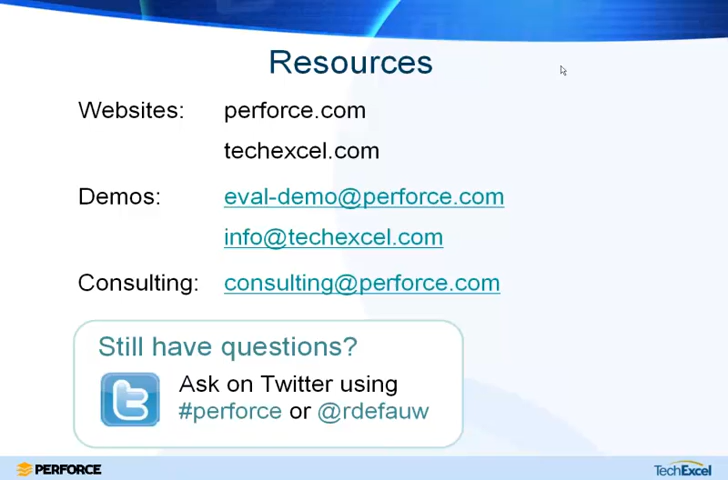 Resources
Websites: perforce.com
techexcel.com
Demos: eval-demo@perforce.com
info@techexcel.com
Consulting: consulting@perforce.com
Still have questions?
Ask on Twitter using
#perforce or @rdefauw
PERFORCE
TechExcel